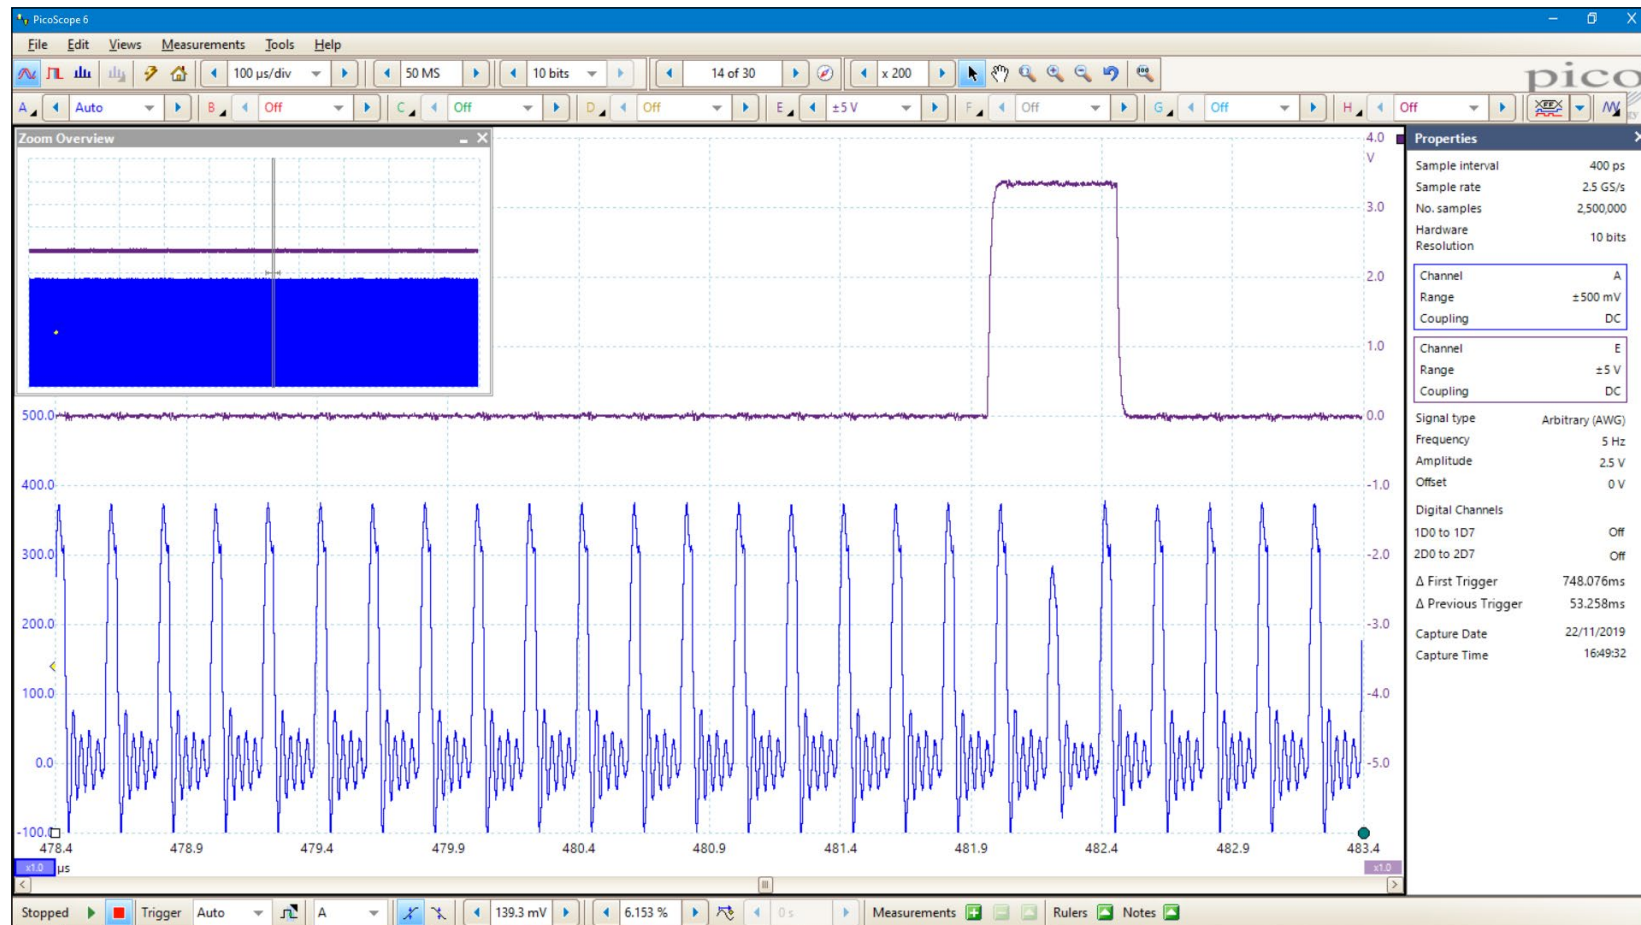 PicoScope 6
File Edit Views Measurements Tools Help
100 µs/div 50 MS 10 bits 14 of 30 x 200
pico
A Auto B Off C Off D Off E ±5 V F Off G Off H Off
Zoom Overview
4.0
V
3.0
2.0
1.0
0.0
-1.0
-2.0
-3.0
-4.0
-5.0
500.0
400.0
300.0
200.0
100.0
0.0
-100.0
478.4 478.9 479.4 479.9 480.4 480.9 481.4 481.9 482.4 482.9 483.4
x1.0 µs x1.0
Properties
Sample interval 400 ps
Sample rate 2.5 GS/s
No. samples 2,500,000
Hardware
Resolution 10 bits
Channel A
Range ±500 mV
Coupling DC
Channel E
Range ±5 V
Coupling DC
Signal type Arbitrary (AWG)
Frequency 5 Hz
Amplitude 2.5 V
Offset 0 V
Digital Channels
1D0 to 1D7 Off
2D0 to 2D7 Off
Δ First Trigger 748.076ms
Δ Previous Trigger 53.258ms
Capture Date 22/11/2019
Capture Time 16:49:32
Stopped Trigger Auto A 139.3 mV 6.153 % 0 s Measurements Rulers Notes